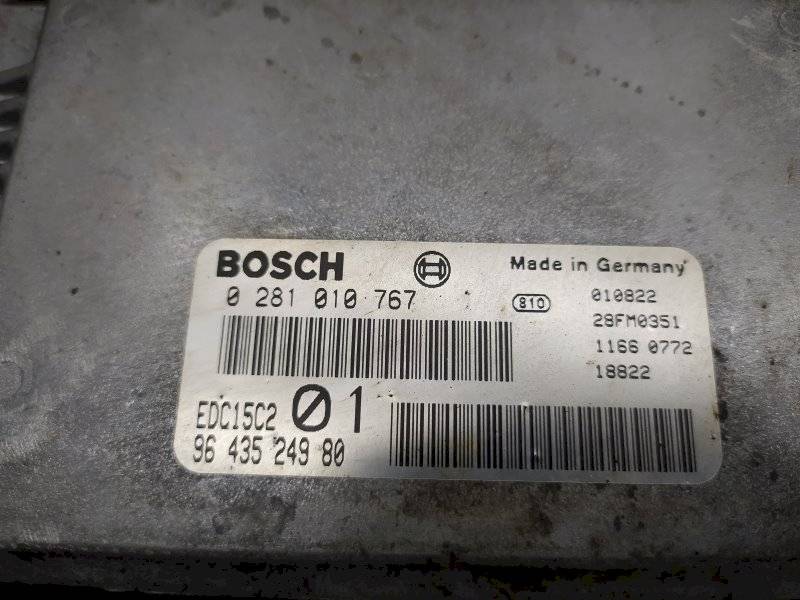 BOSCH
Made in Germany
0 281 010 767
810
010822
28FM0351
1166 0772
18822
EDC15C2 01
96 435 249 80